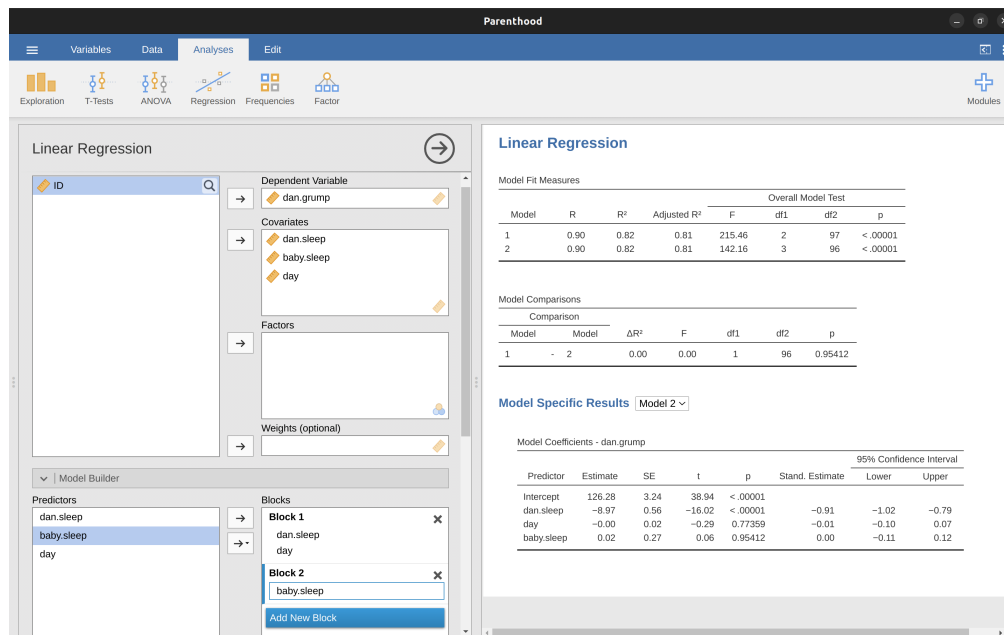 Parenthood
Variables Data Analyses Edit
Exploration T-Tests ANOVA Regression Frequencies Factor Modules
Linear Regression
ID
Dependent Variable
dan.grump
Covariates
dan.sleep
baby.sleep
day
Factors
Weights (optional)
Model Builder
Predictors
dan.sleep
baby.sleep
day
Blocks
Block 1
dan.sleep
day
Block 2
baby.sleep
Add New Block
Linear Regression
Model Fit Measures
Overall Model Test
Model R R² Adjusted R² F df1 df2 p
1 0.90 0.82 0.81 215.46 2 97 < .00001
2 0.90 0.82 0.81 142.16 3 96 < .00001
Model Comparisons
Comparison
Model Model ΔR² F df1 df2 p
1 - 2 0.00 0.00 1 96 0.95412
Model Specific Results Model 2
Model Coefficients - dan.grump
95% Confidence Interval
Predictor Estimate SE t p Stand. Estimate Lower Upper
Intercept 126.28 3.24 38.94 < .00001
dan.sleep −8.97 0.56 −16.02 < .00001 −0.91 −1.02 −0.79
day −0.00 0.02 −0.29 0.77359 −0.01 −0.10 0.07
baby.sleep 0.02 0.27 0.06 0.95412 0.00 −0.11 0.12